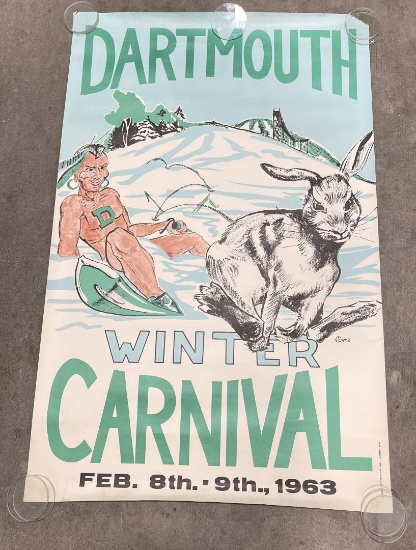 DARTMOUTH
D
WINTER
CARNIVAL
FEB. 8th. - 9th., 1963